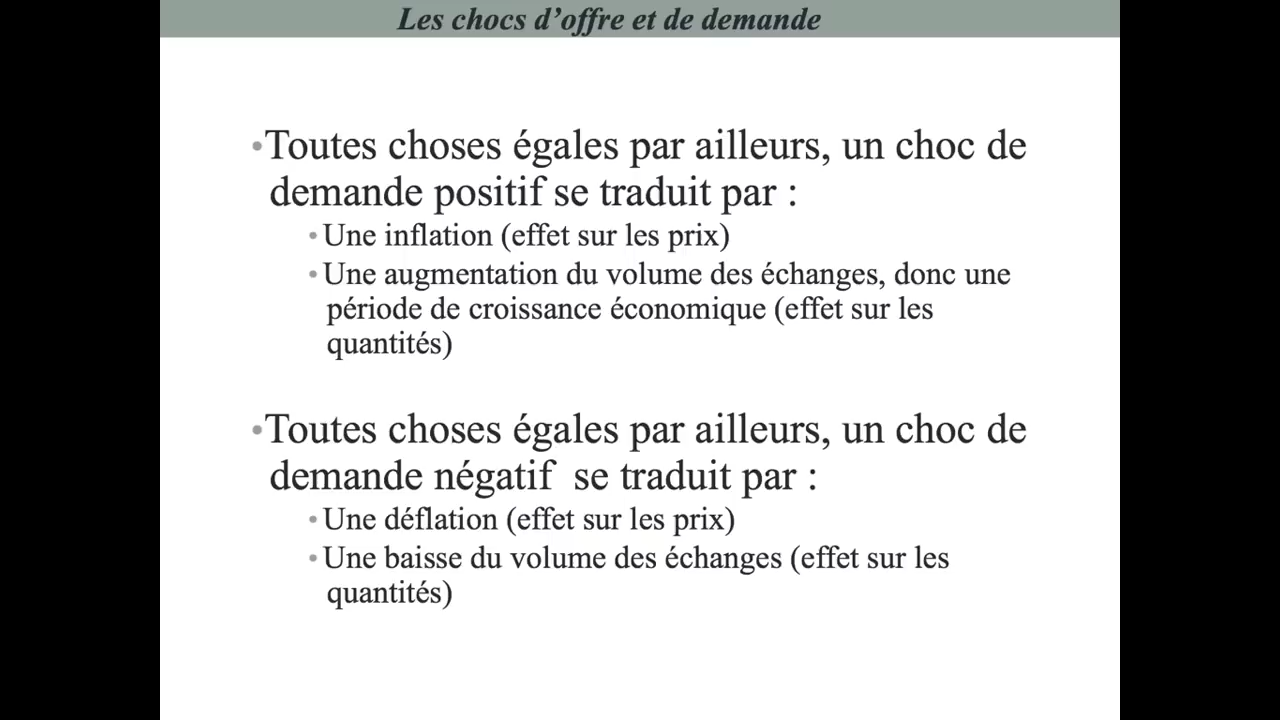 Les chocs d’offre et de demande
•Toutes choses égales par ailleurs, un choc de
demande positif se traduit par :
•Une inflation (effet sur les prix)
•Une augmentation du volume des échanges, donc une
période de croissance économique (effet sur les
quantités)
•Toutes choses égales par ailleurs, un choc de
demande négatif  se traduit par :
•Une déflation (effet sur les prix)
•Une baisse du volume des échanges (effet sur les
quantités)